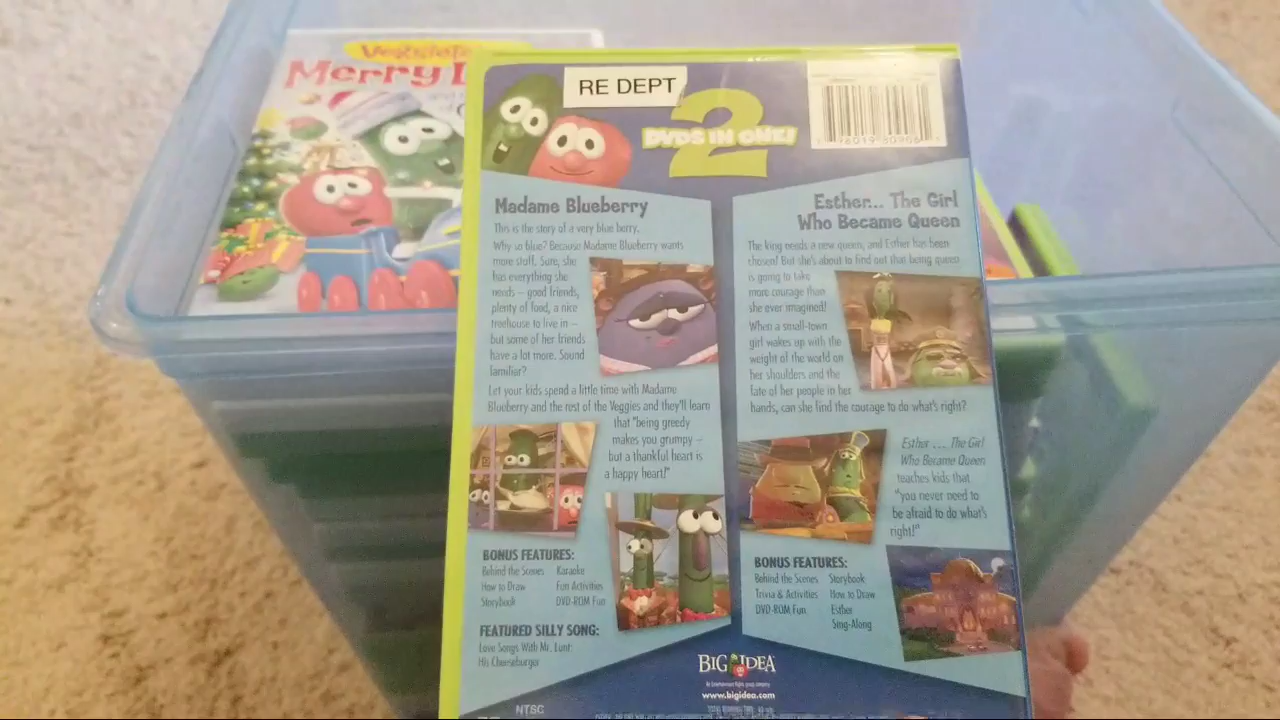 Merry
RE DEPT
2
DVDS IN ONE!
Madame Blueberry
This is the story of a very blue berry.
Why so blue? Because Madame Blueberry wants
more stuff. Sure, she
has everything she
needs – good friends,
plenty of food, a nice
treehouse to live in –
but some of her friends
have a lot more. Sound
familiar?
Let your kids spend a little time with Madame
Blueberry and the rest of the Veggies and they'll learn
that "being greedy
makes you grumpy –
but a thankful heart is
a happy heart!"
BONUS FEATURES:
Behind the Scenes
How to Draw
Storybook
Karaoke
Fun Activities
DVD-ROM Fun
FEATURED SILLY SONG:
Love Songs With Mr. Lunt:
His Cheeseburger
Esther... The Girl
Who Became Queen
The king needs a new queen, and Esther has been
chosen! But she's about to find out that being queen
is going to take
more courage than
she ever imagined!
When a small-town
girl wakes up with the
weight of the world on
her shoulders and the
fate of her people in her
hands, can she find the courage to do what's right?
Esther ... The Girl
Who Became Queen
teaches kids that
"you never need to
be afraid to do what's
right!"
BONUS FEATURES:
Behind the Scenes
Trivia & Activities
DVD-ROM Fun
Storybook
How to Draw
Esther
Sing-Along
BIG IDEA
www.bigidea.com
NTSC